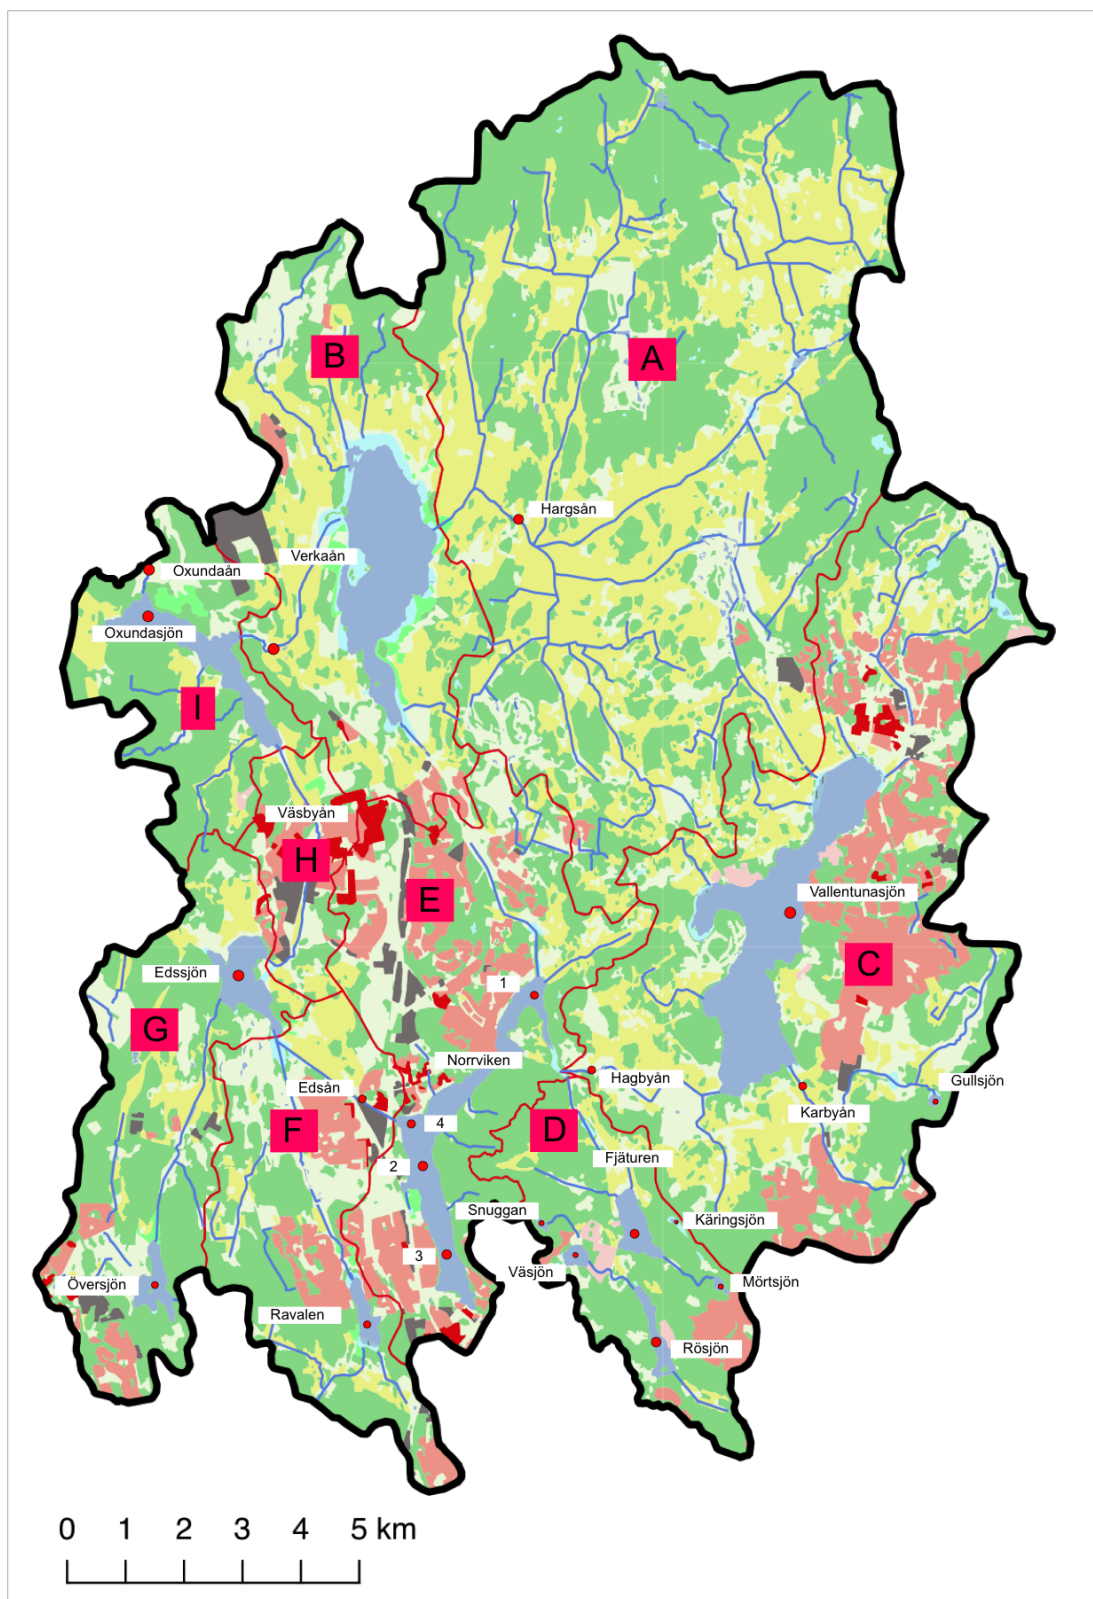 B
A
Hargsån
Verkaån
Oxundaån
Oxundasjön
I
Väsbyån
H
E
Vallentunasjön
C
Edssjön
1
G
Norrviken
Hagbyån
Gullsjön
Edsån
Karbyån
F
4
D
2
Fjäturen
Snuggan
Käringsjön
3
Väsjön
Översjön
Mörtsjön
Ravalen
Rösjön
0 1 2 3 4 5 km